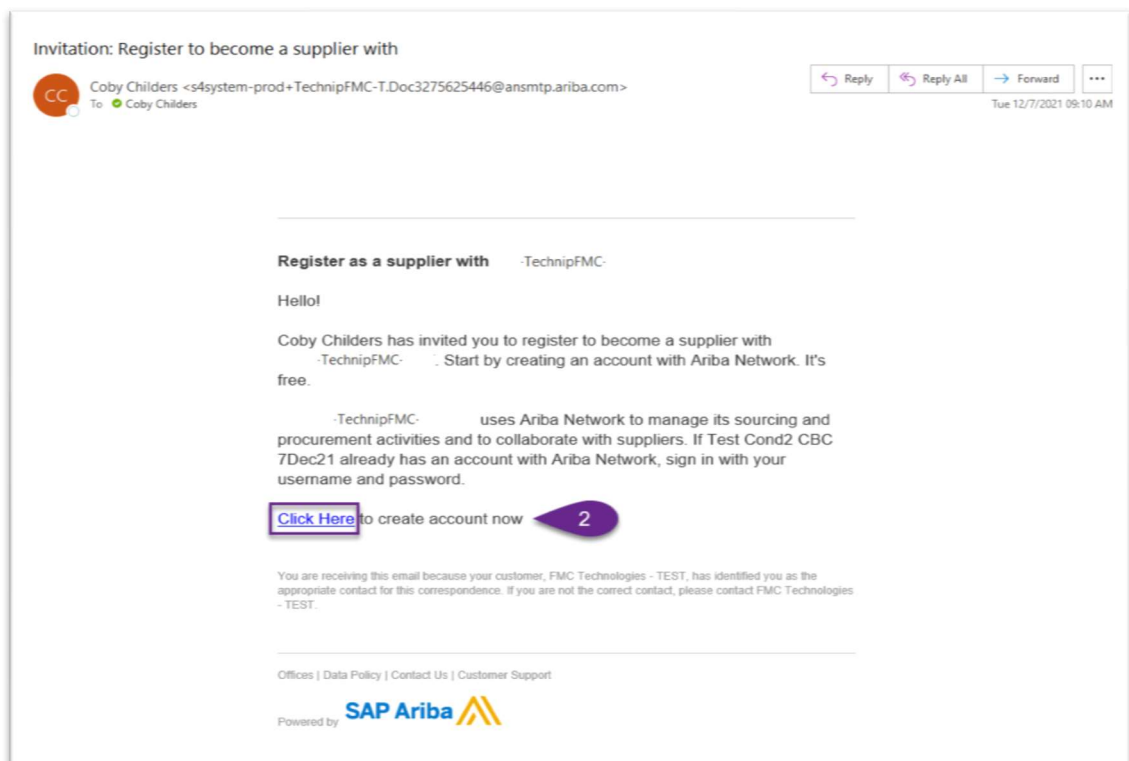 Invitation: Register to become a supplier with
CC
Coby Childers <s4system-prod+TechnipFMC-T.Doc3275625446@ansmtp.ariba.com>
To Coby Childers
Reply
Reply All
Forward
Tue 12/7/2021 09:10 AM
Register as a supplier with -TechnipFMC-
Hello!
Coby Childers has invited you to register to become a supplier with
-TechnipFMC- . Start by creating an account with Ariba Network. It's
free.
-TechnipFMC- uses Ariba Network to manage its sourcing and
procurement activities and to collaborate with suppliers. If Test Cond2 CBC
7Dec21 already has an account with Ariba Network, sign in with your
username and password.
Click Here to create account now
2
You are receiving this email because your customer, FMC Technologies - TEST, has identified you as the
appropriate contact for this correspondence. If you are not the correct contact, please contact FMC Technologies
- TEST.
Offices | Data Policy | Contact Us | Customer Support
Powered by SAP Ariba